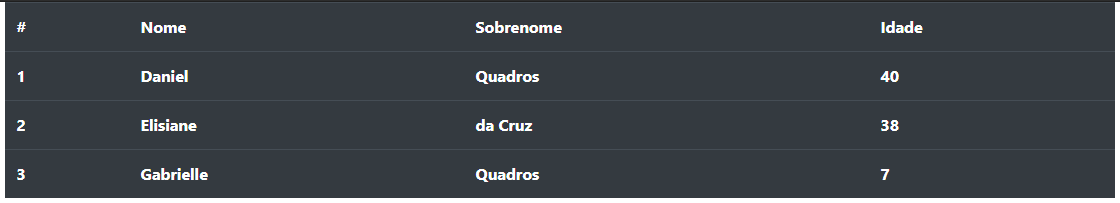 # Nome Sobrenome Idade
1 Daniel Quadros 40
2 Elisiane da Cruz 38
3 Gabrielle Quadros 7